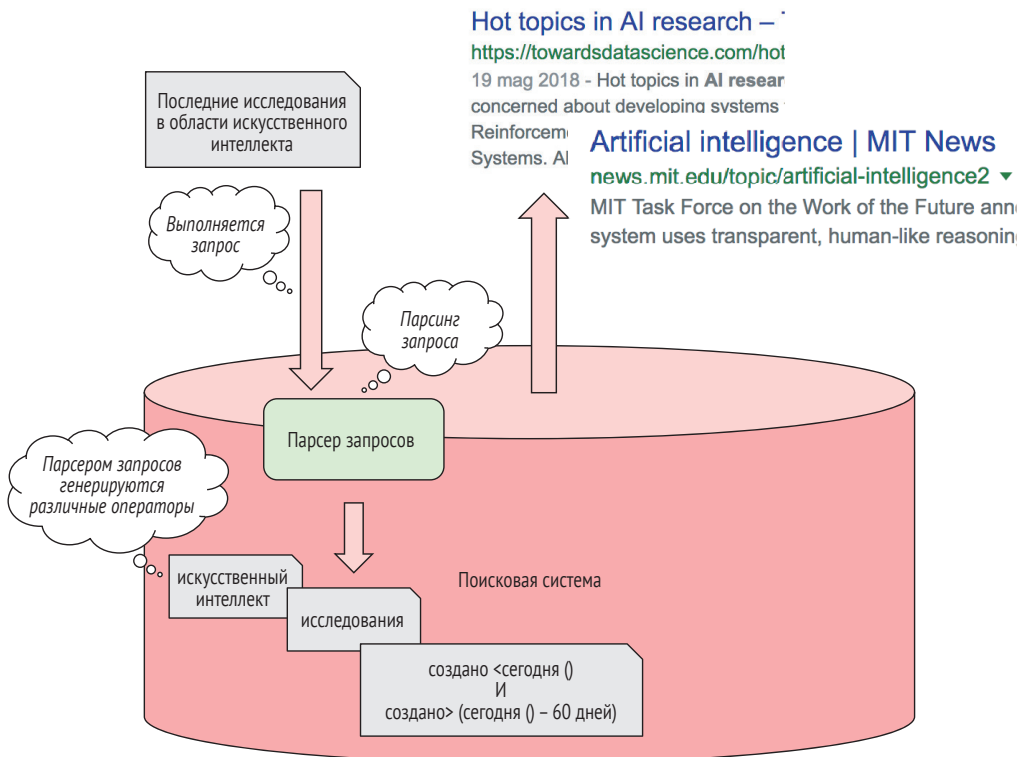 Hot topics in AI research –
https://towardsdatascience.com/hot
19 mag 2018 - Hot topics in AI resear
concerned about developing systems
Reinforcem
Systems. AI
Artificial intelligence | MIT News
news.mit.edu/topic/artificial-intelligence2
MIT Task Force on the Work of the Future ann
system uses transparent, human-like reasoning
Последние исследования
в области искусственного
интеллекта
Выполняется
запрос
Парсинг
запроса
Парсер запросов
Парсером запросов
генерируются
различные операторы
искусственный
интеллект
исследования
Поисковая система
создано <сегодня ()
И
создано> (сегодня () – 60 дней)